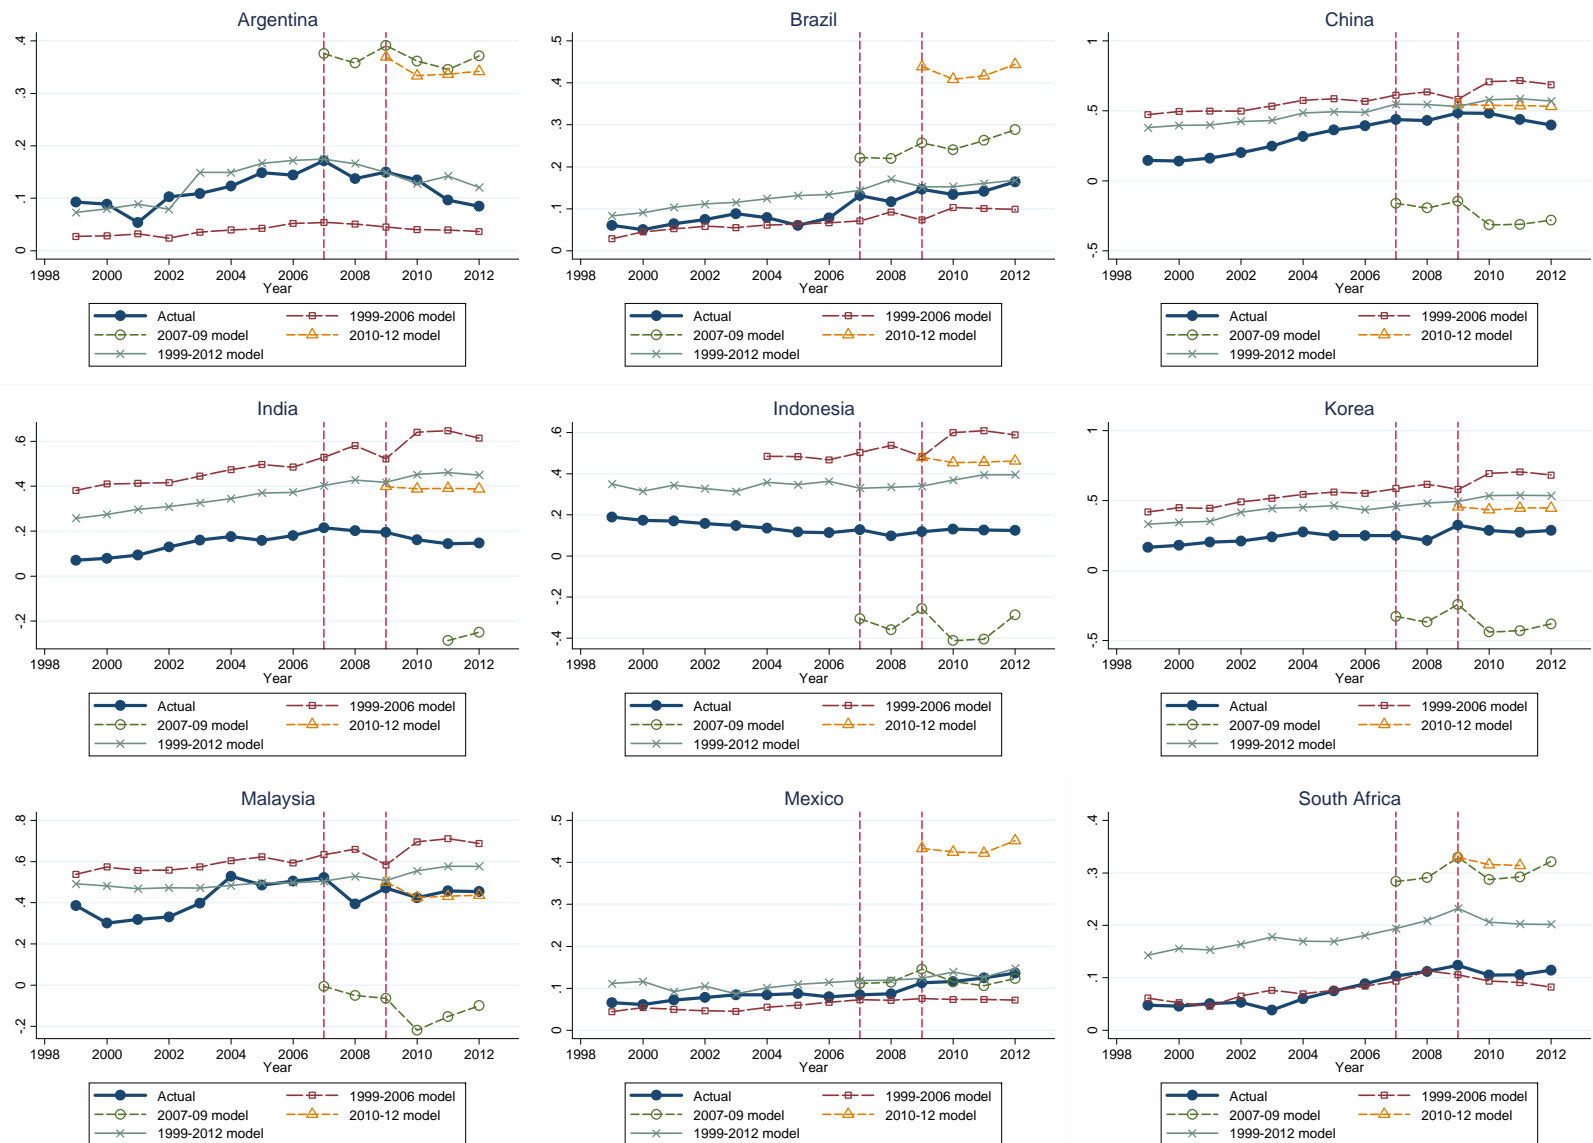 Argentina
.4
.3
.2
.1
0
1998 2000 2002 2004 2006 2008 2010 2012
Year
Actual 1999-2006 model
2007-09 model 2010-12 model
1999-2012 model
Brazil
.5
.4
.3
.2
.1
0
1998 2000 2002 2004 2006 2008 2010 2012
Year
Actual 1999-2006 model
2007-09 model 2010-12 model
1999-2012 model
China
1
.5
0
-.5
1998 2000 2002 2004 2006 2008 2010 2012
Year
Actual 1999-2006 model
2007-09 model 2010-12 model
1999-2012 model
India
.6
.4
.2
0
-.2
1998 2000 2002 2004 2006 2008 2010 2012
Year
Actual 1999-2006 model
2007-09 model 2010-12 model
1999-2012 model
Indonesia
.6
.4
.2
0
-.2
-.4
1998 2000 2002 2004 2006 2008 2010 2012
Year
Actual 1999-2006 model
2007-09 model 2010-12 model
1999-2012 model
Korea
1
.5
0
-.5
1998 2000 2002 2004 2006 2008 2010 2012
Year
Actual 1999-2006 model
2007-09 model 2010-12 model
1999-2012 model
Malaysia
.8
.6
.4
.2
0
-.2
1998 2000 2002 2004 2006 2008 2010 2012
Year
Actual 1999-2006 model
2007-09 model 2010-12 model
1999-2012 model
Mexico
.5
.4
.3
.2
.1
0
1998 2000 2002 2004 2006 2008 2010 2012
Year
Actual 1999-2006 model
2007-09 model 2010-12 model
1999-2012 model
South Africa
.4
.3
.2
.1
0
1998 2000 2002 2004 2006 2008 2010 2012
Year
Actual 1999-2006 model
2007-09 model 2010-12 model
1999-2012 model